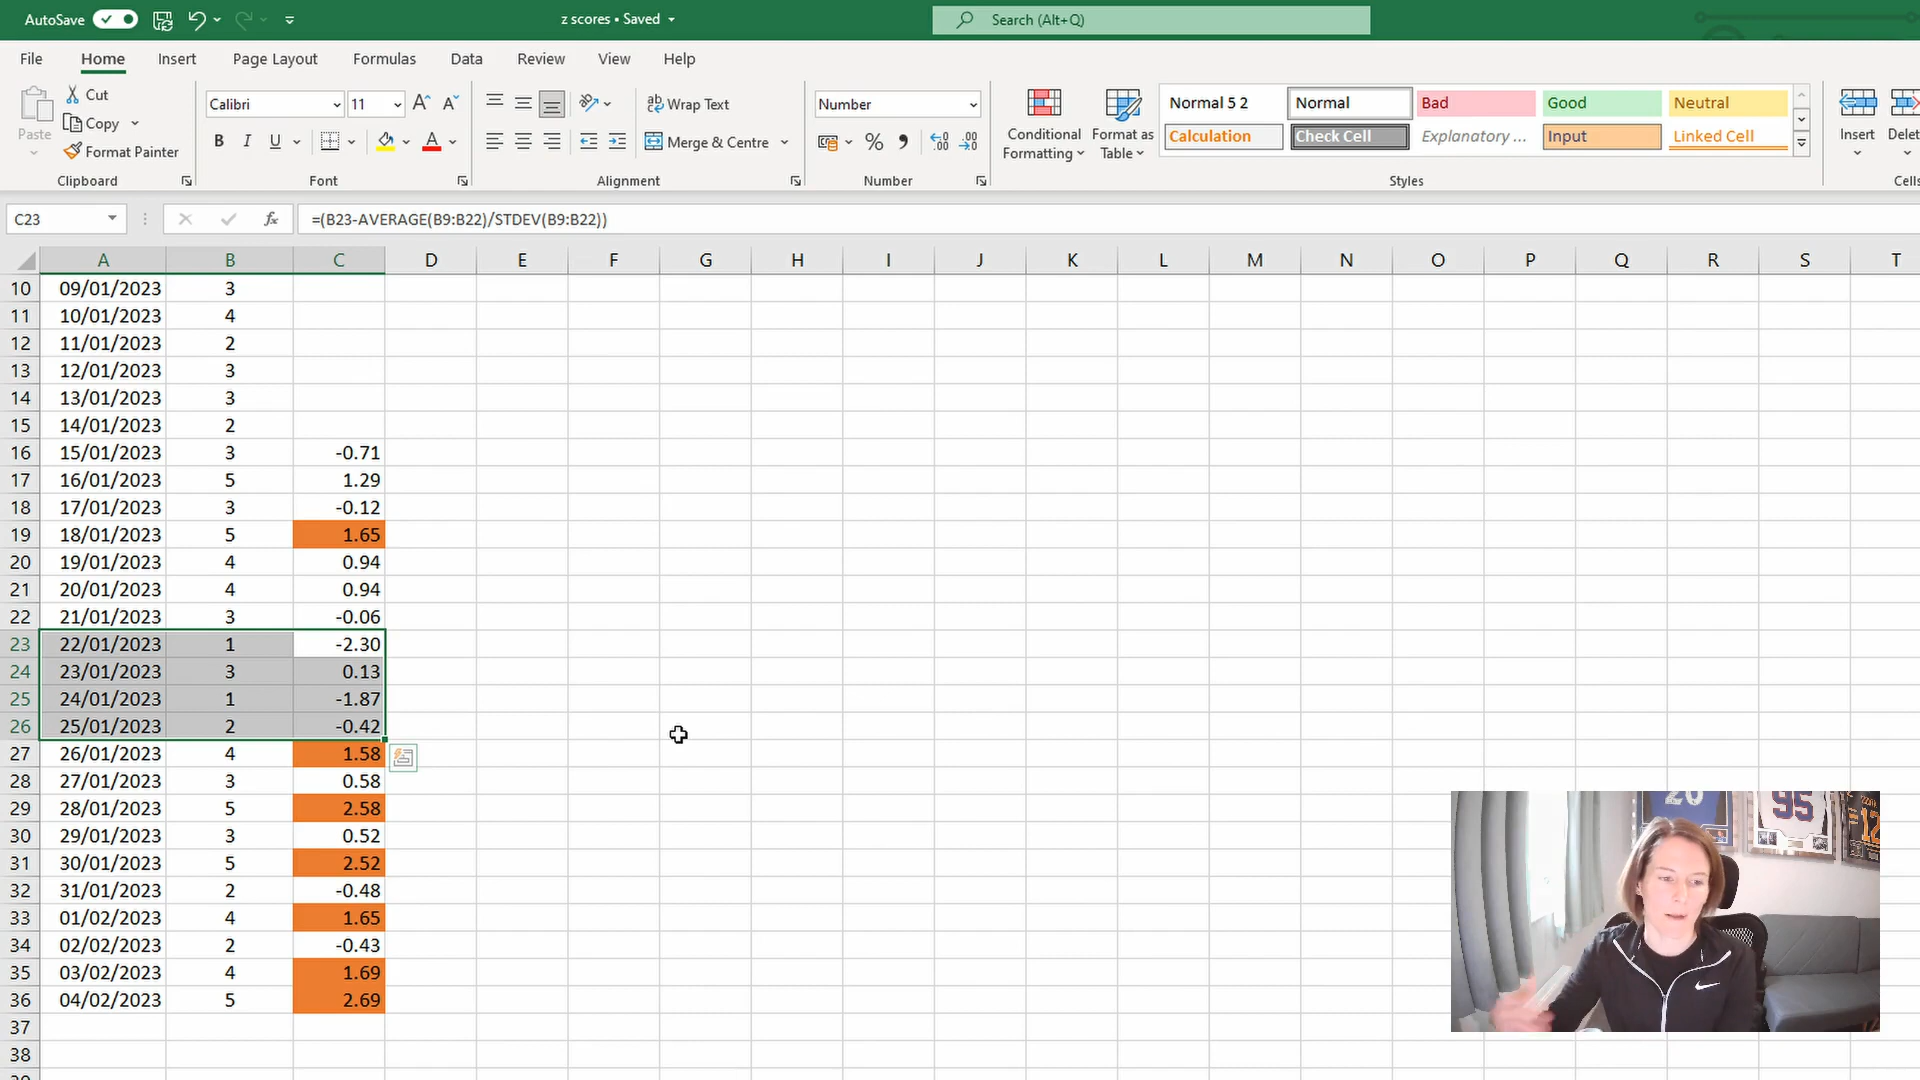 AutoSave
z scores • Saved
Search (Alt+Q)
File Home Insert Page Layout Formulas Data Review View Help
Paste
Cut
Copy
Format Painter
Clipboard
Calibri 11
B I U A
Font
Wrap Text
Merge & Centre
Alignment
Number
%
Number
Conditional Formatting
Format as Table
Normal 5 2 Normal Bad Good Neutral
Calculation Check Cell Explanatory ... Input Linked Cell
Styles
Insert Delet
Cells
C23 fx =(B23-AVERAGE(B9:B22)/STDEV(B9:B22))
A B C D E F G H I J K L M N O P Q R S T
10 09/01/2023 3
11 10/01/2023 4
12 11/01/2023 2
13 12/01/2023 3
14 13/01/2023 3
15 14/01/2023 2
16 15/01/2023 3 -0.71
17 16/01/2023 5 1.29
18 17/01/2023 3 -0.12
19 18/01/2023 5 1.65
20 19/01/2023 4 0.94
21 20/01/2023 4 0.94
22 21/01/2023 3 -0.06
23 22/01/2023 1 -2.30
24 23/01/2023 3 0.13
25 24/01/2023 1 -1.87
26 25/01/2023 2 -0.42
27 26/01/2023 4 1.58
28 27/01/2023 3 0.58
29 28/01/2023 5 2.58
30 29/01/2023 3 0.52
31 30/01/2023 5 2.52
32 31/01/2023 2 -0.48
33 01/02/2023 4 1.65
34 02/02/2023 2 -0.43
35 03/02/2023 4 1.69
36 04/02/2023 5 2.69
37
38
20
95
12